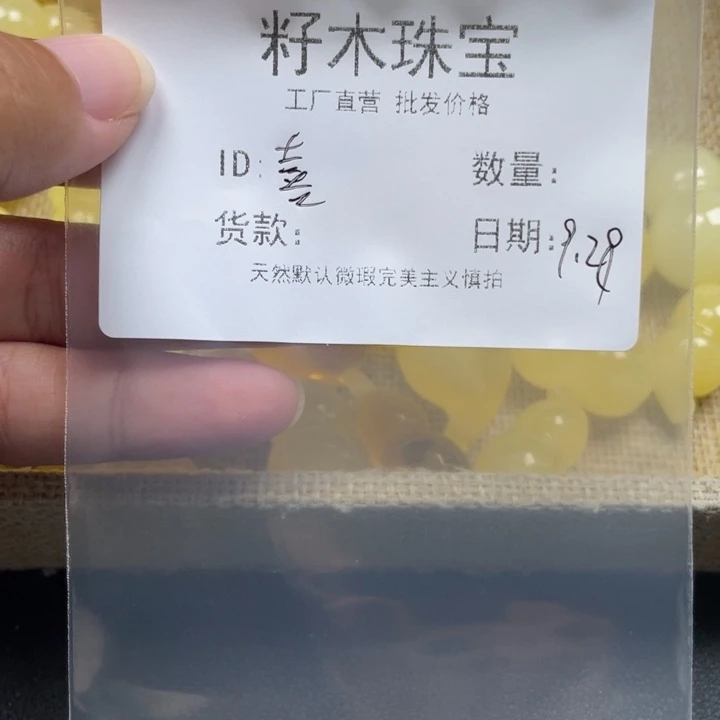 籽木珠宝
工厂直营 批发价格
ID: 数量:
货款: 日期: 9.29
天然默认微瑕完美主义慎拍